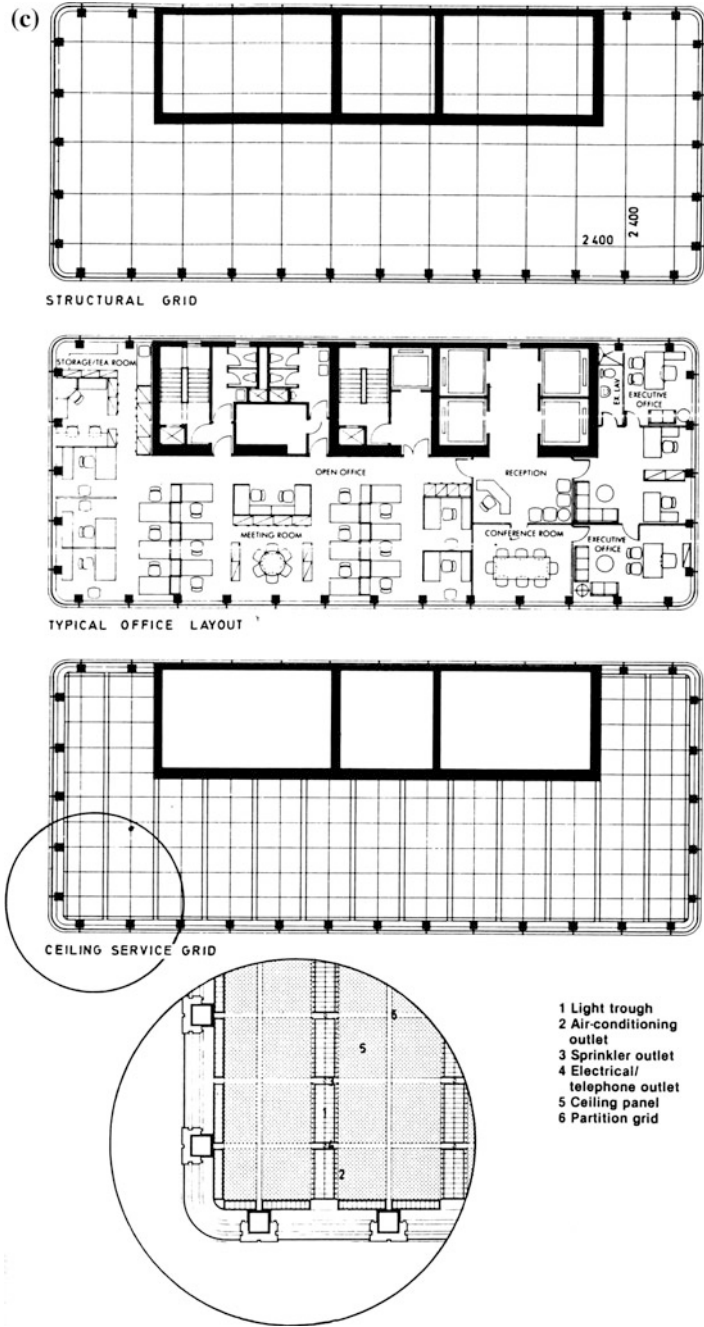 (c)
2 400
2 400
STRUCTURAL GRID
STORAGE/TEA ROOM
EX. LAV
EXECUTIVE
OFFICE
OPEN OFFICE
RECEPTION
MEETING ROOM
CONFERENCE ROOM
EXECUTIVE
OFFICE
TYPICAL OFFICE LAYOUT
CEILING SERVICE GRID
6
5
3
1
4
2
1 Light trough
2 Air-conditioning
outlet
3 Sprinkler outlet
4 Electrical/
telephone outlet
5 Ceiling panel
6 Partition grid